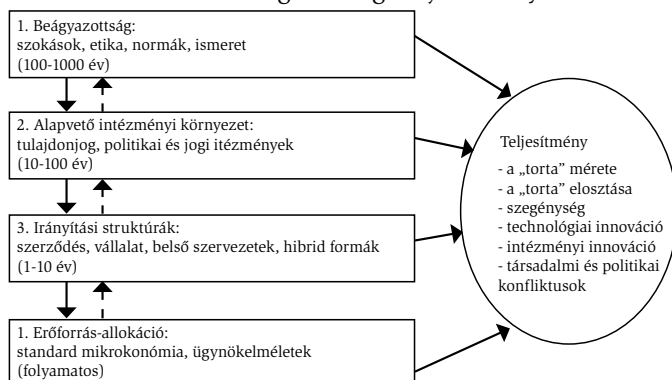 1. Beágyazottság:
szokások, etika, normák, ismeret
(100-1000 év)
2. Alapvető intézményi környezet:
tulajdonjog, politikai és jogi itézmények
(10-100 év)
3. Irányítási struktúrák:
szerződés, vállalat, belső szervezetek, hibrid formák
(1-10 év)
1. Erőforrás-allokáció:
standard mikrokonómia, ügynökelméletek
(folyamatos)
Teljesítmény
- a „torta” mérete
- a „torta” elosztása
- szegénység
- technológiai innováció
- intézményi innováció
- társadalmi és politikai
konfliktusok